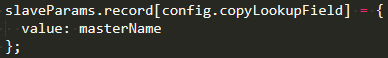 slaveParams.record[config.copyLookupField] = {
  value: masterName
};